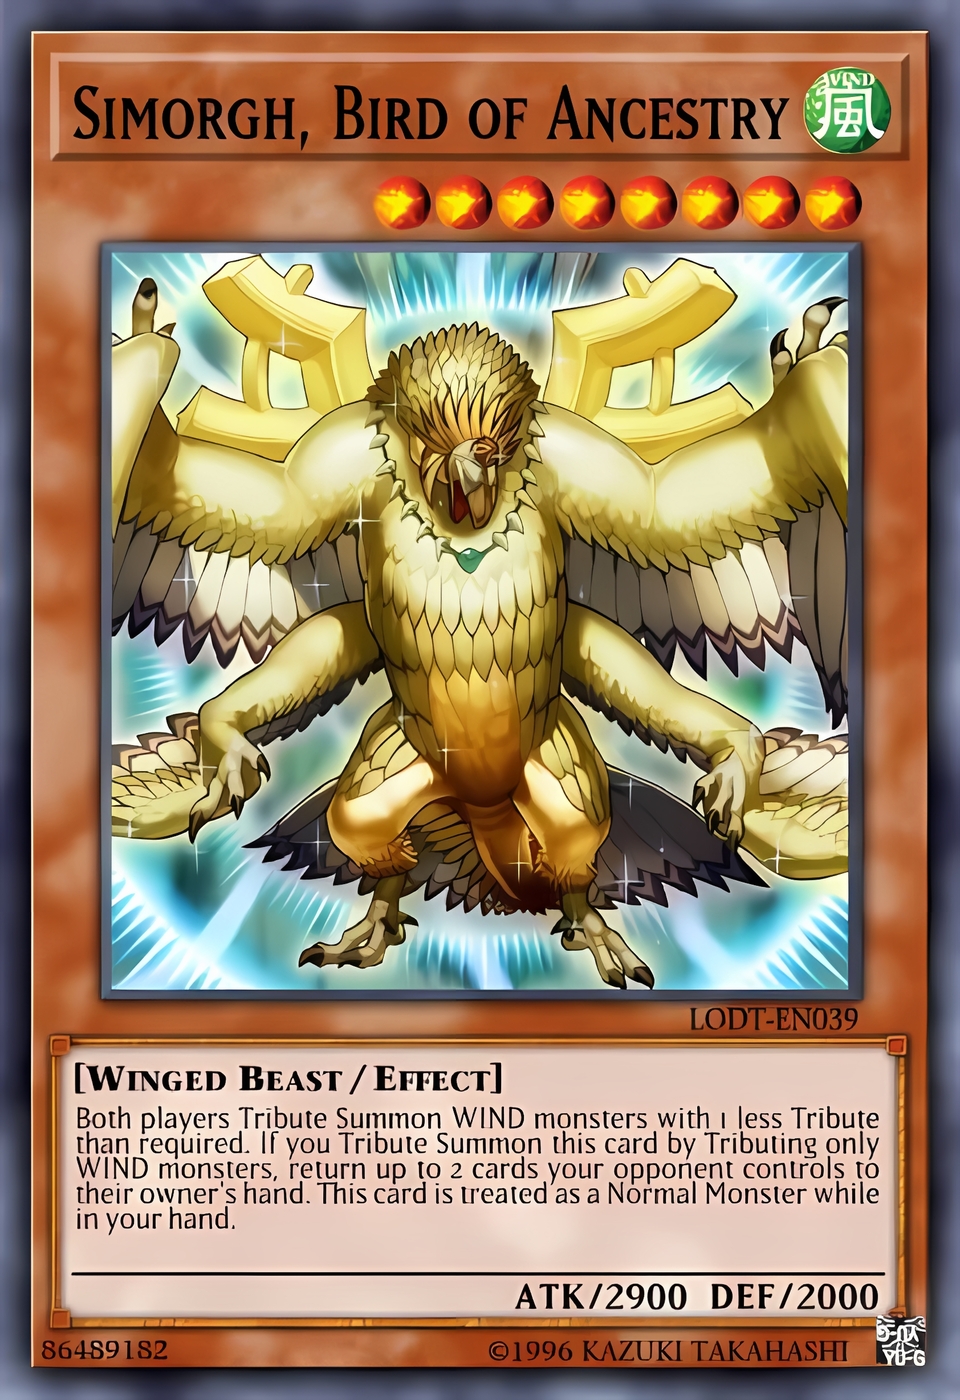 Simorgh, Bird of Ancestry
WIND
風
LODT-EN039
[Winged Beast / Effect]
Both players Tribute Summon WIND monsters with 1 less Tribute
than required. If you Tribute Summon this card by Tributing only
WIND monsters, return up to 2 cards your opponent controls to
their owner's hand. This card is treated as a Normal Monster while
in your hand.
ATK/2900 DEF/2000
86489182
©1996 KAZUKI TAKAHASHI